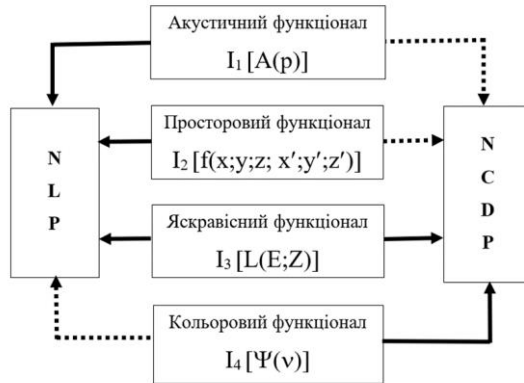 Акустичний функціонал
I₁ [A(p)]
Просторовий функціонал
I₂ [f(x;y;z; x′;y′;z′)]
N
L
P
N
C
D
P
Яскравісний функціонал
I₃ [L(E;Z)]
Кольоровий функціонал
I₄ [Ψ(ν)]